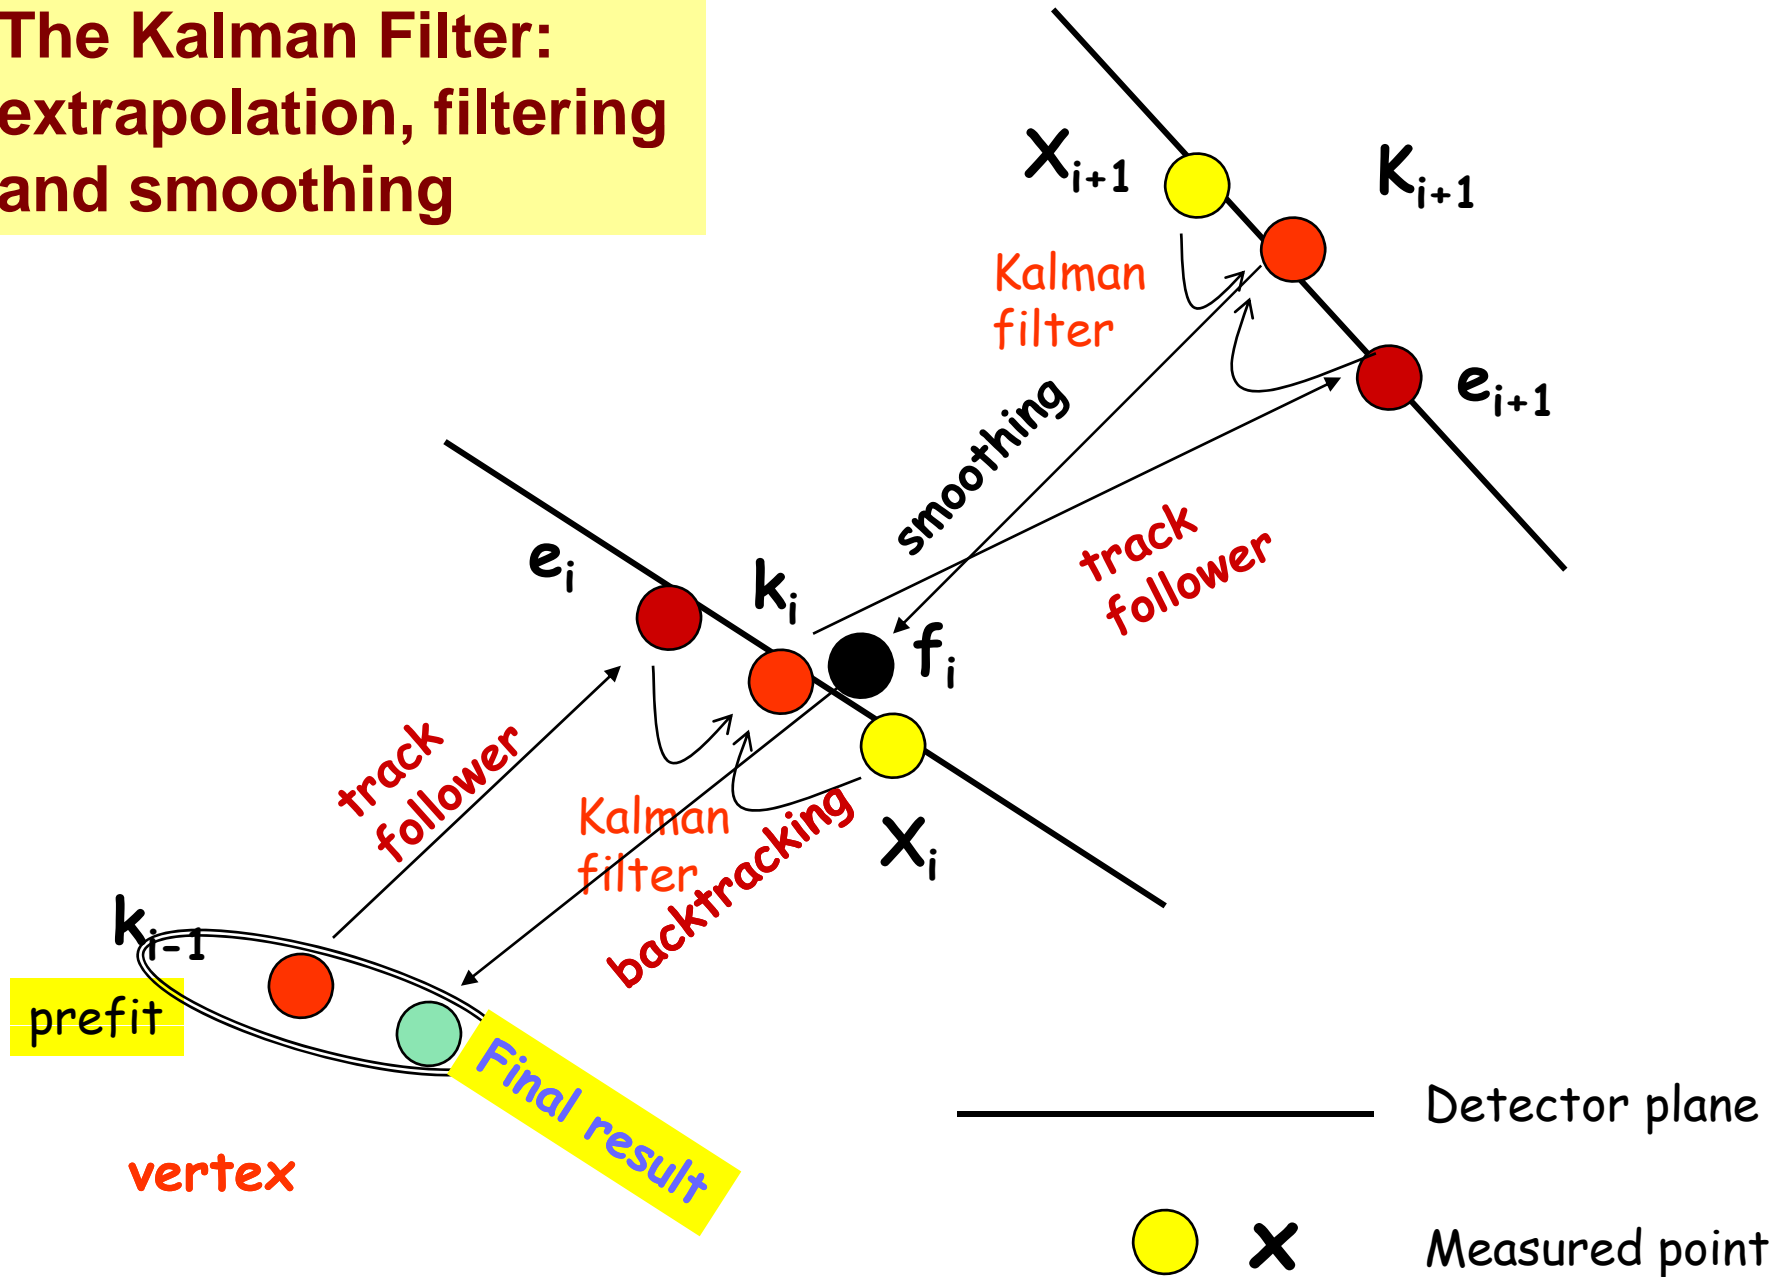 The Kalman Filter:
extrapolation, filtering
and smoothing
x_{i+1}
K_{i+1}
Kalman
filter
e_{i+1}
smoothing
track
follower
e_i
k_i
f_i
track
follower
Kalman
filter
backtracking
x_i
k_{i-1}
prefit
Final result
vertex
Detector plane
x Measured point